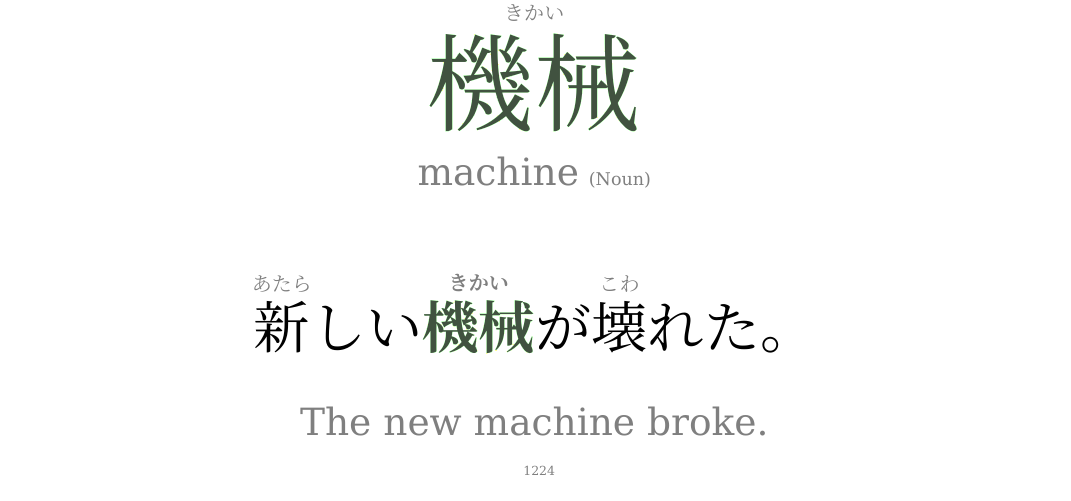 きかい
機械
machine (Noun)
あたら きかい こわ
新しい機械が壊れた。
The new machine broke.
1224